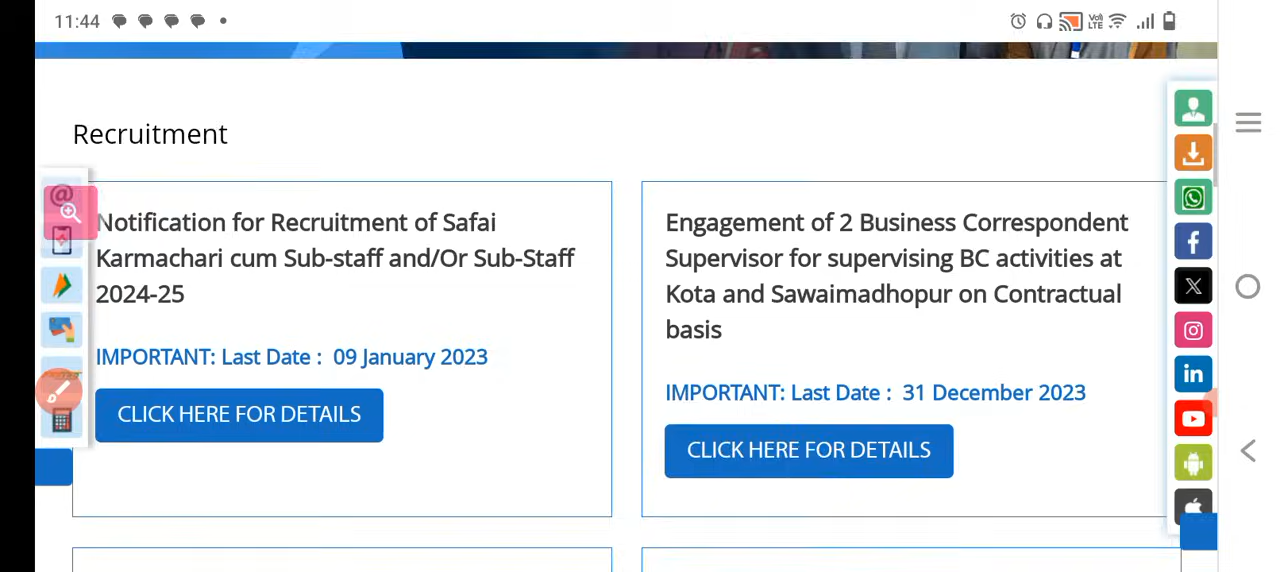 11:44
Vo)
LTE
Recruitment
Notification for Recruitment of Safai
Karmachari cum Sub-staff and/Or Sub-Staff
2024-25
IMPORTANT: Last Date : 09 January 2023
CLICK HERE FOR DETAILS
Engagement of 2 Business Correspondent
Supervisor for supervising BC activities at
Kota and Sawaimadhopur on Contractual
basis
IMPORTANT: Last Date : 31 December 2023
CLICK HERE FOR DETAILS